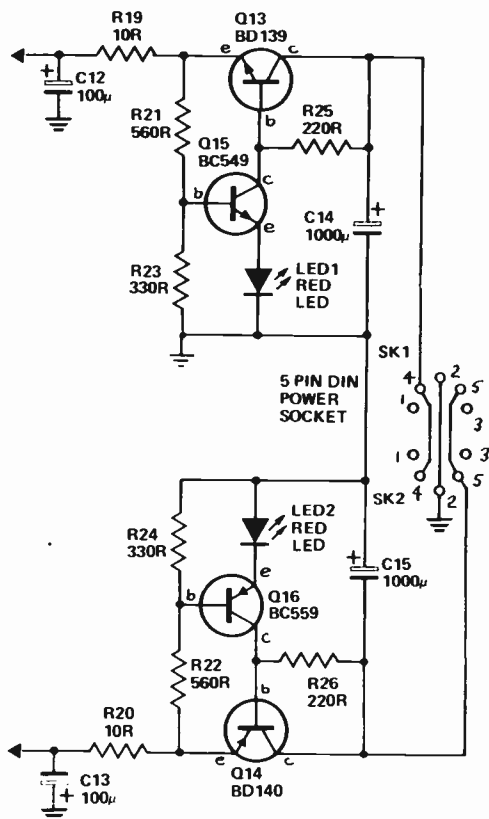 R19
10R
Q13
BD139
e
c
C12
100µ
+
b
R21
560R
R25
220R
Q15
BC549
c
b
e
C14
1000µ
+
R23
330R
LED1
RED
LED
SK1
5 PIN DIN
POWER
SOCKET
4
2
5
1
3
1
3
4
2
5
SK2
R24
330R
LED2
RED
LED
+
C15
1000µ
e
b
Q16
BC559
c
R22
560R
R26
220R
b
R20
10R
e
c
C13
100µ
+
Q14
BD140